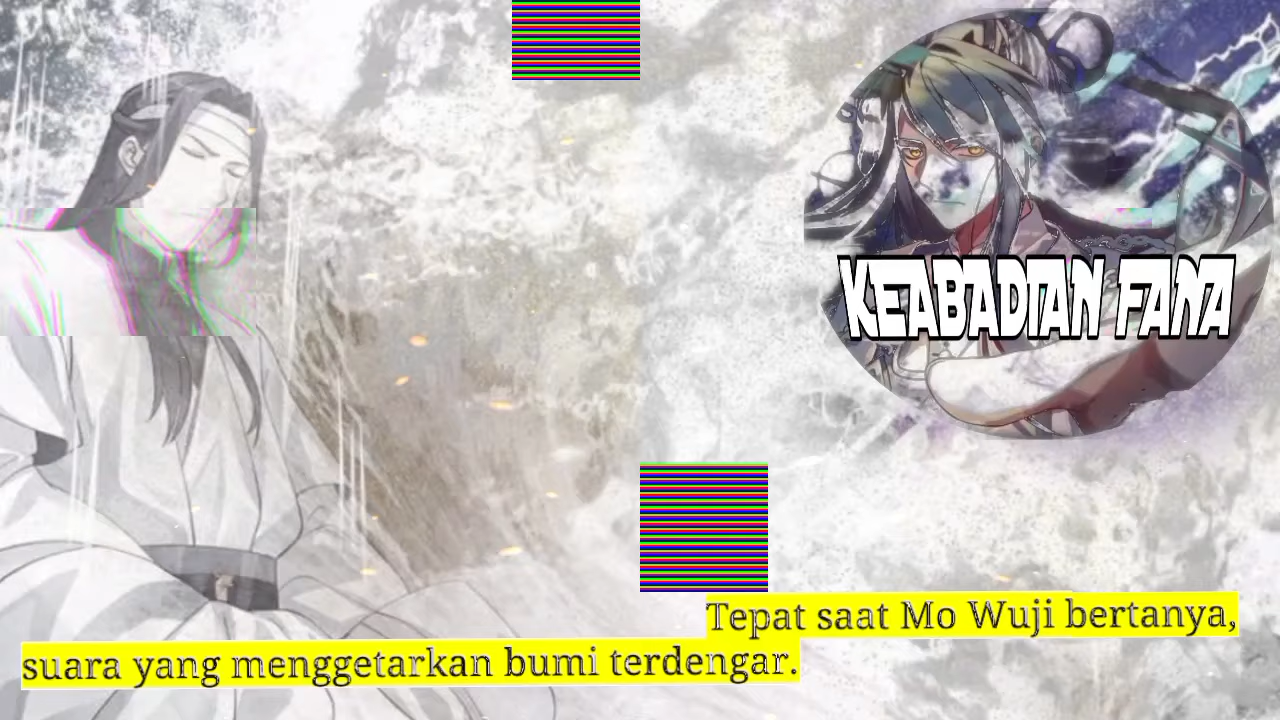 KEABADIAN FANA
Tepat saat Mo Wuji bertanya,
suara yang menggetarkan bumi terdengar.